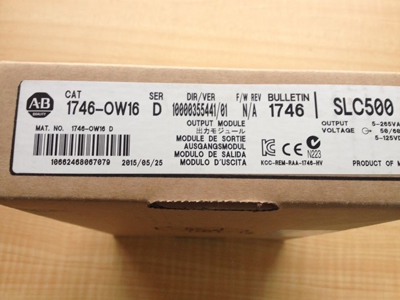 AB
CAT
1746-OW16
SER
D
DIR/VER
10000355441/01
F/W REV
N/A
BULLETIN
1746
SLC500
MAT. NO. 1746-OW16 D
OUTPUT MODULE
出力モジュール
MODULE DE SORTIE
AUSGANGSMODUL
MODULO DE SALIDA
MODULO D'USCITA
10662468067079 2015/05/25
N223
KCC-REM-RAA-1746-HV
OUTPUT
VOLTAGE
5-265VA
50/60
5-125VD
PRODUCT OF